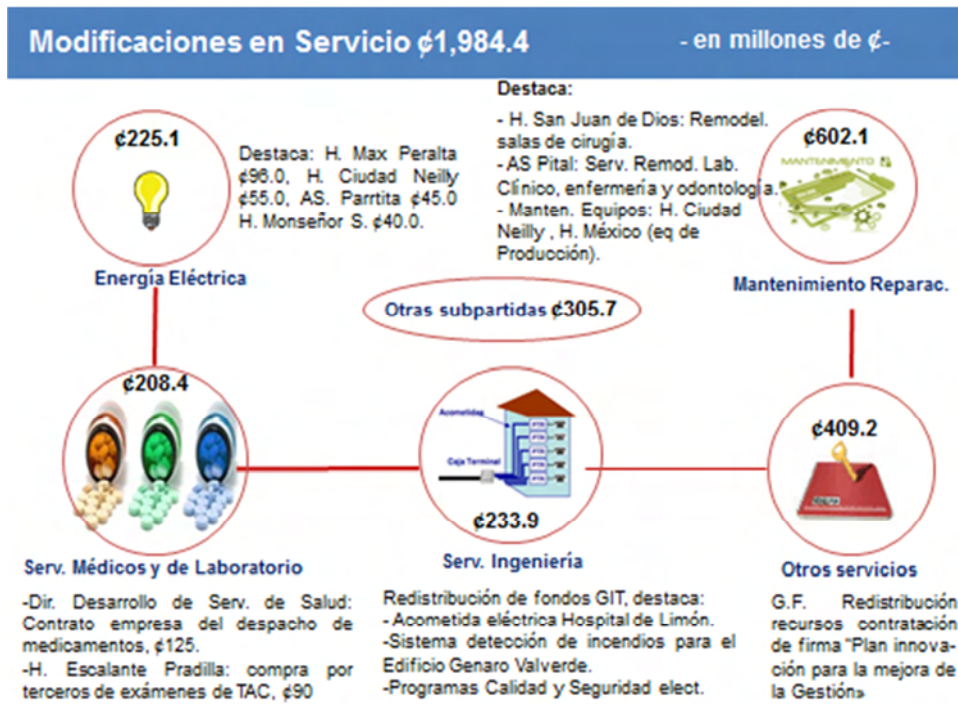 Modificaciones en Servicio ¢1,984.4
- en millones de ¢-
¢225.1
Destaca: H. Max Peralta
¢96.0, H. Ciudad Neilly
¢55.0, AS. Parrtita ¢45.0
H. Monseñor S. ¢40.0.
Energía Eléctrica
Destaca:
- H. San Juan de Dios: Remodel.
salas de cirugía.
- AS Pital: Serv. Remod. Lab.
Clínico, enfermería y odontología.
- Manten. Equipos: H. Ciudad
Neilly , H. México (eq de
Producción).
¢602.1
MANTENIMIENTO
Mantenimiento Reparac.
Otras subpartidas ¢305.7
¢208.4
Serv. Médicos y de Laboratorio
-Dir. Desarrollo de Serv. de Salud:
Contrato empresa del despacho de
medicamentos, ¢125.
-H. Escalante Pradilla: compra por
terceros de exámenes de TAC, ¢90
Acometidas
Caja Terminal
¢233.9
Serv. Ingeniería
Redistribución de fondos GIT, destaca:
- Acometida eléctrica Hospital de Limón.
-Sistema detección de incendios para el
Edificio Genaro Valverde.
-Programas Calidad y Seguridad elect.
¢409.2
Otros servicios
G.F. Redistribución
recursos contratación
de firma "Plan innova-
ción para la mejora de
la Gestión»